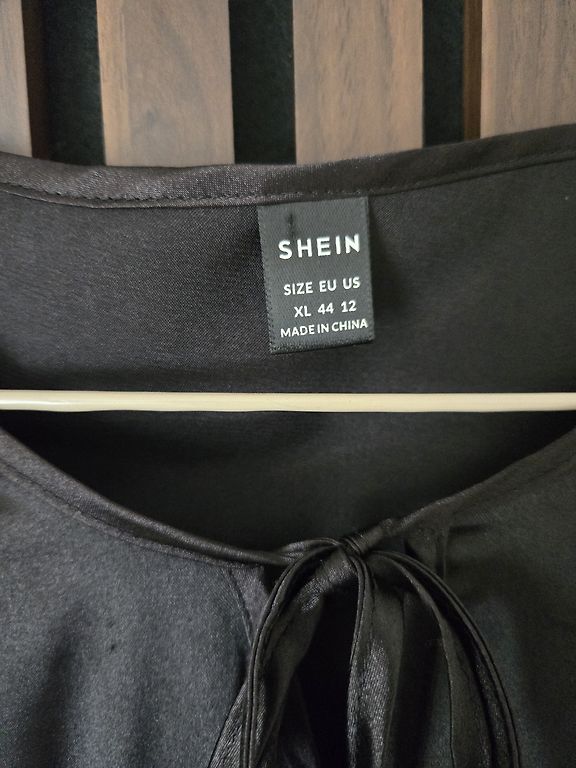 SHEIN
SIZE EU US
XL 44 12
MADE IN CHINA